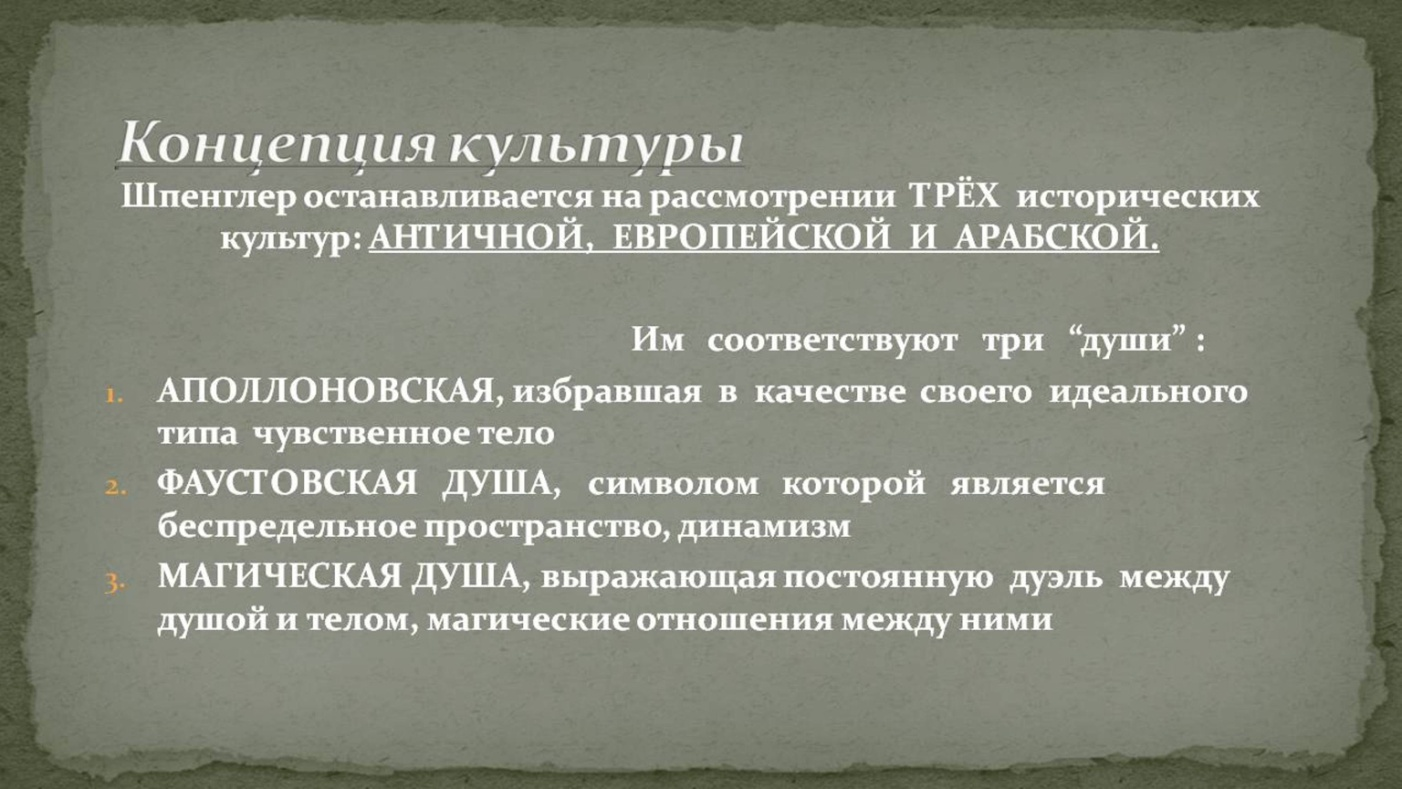 Концепция культуры
Шпенглер останавливается на рассмотрении ТРЁХ исторических
культур: АНТИЧНОЙ, ЕВРОПЕЙСКОЙ И АРАБСКОЙ.
Им соответствуют три “души” :
1. АПОЛЛОНОВСКАЯ, избравшая в качестве своего идеального
типа чувственное тело
2. ФАУСТОВСКАЯ ДУША, символом которой является
беспредельное пространство, динамизм
3. МАГИЧЕСКАЯ ДУША, выражающая постоянную дуэль между
душой и телом, магические отношения между ними